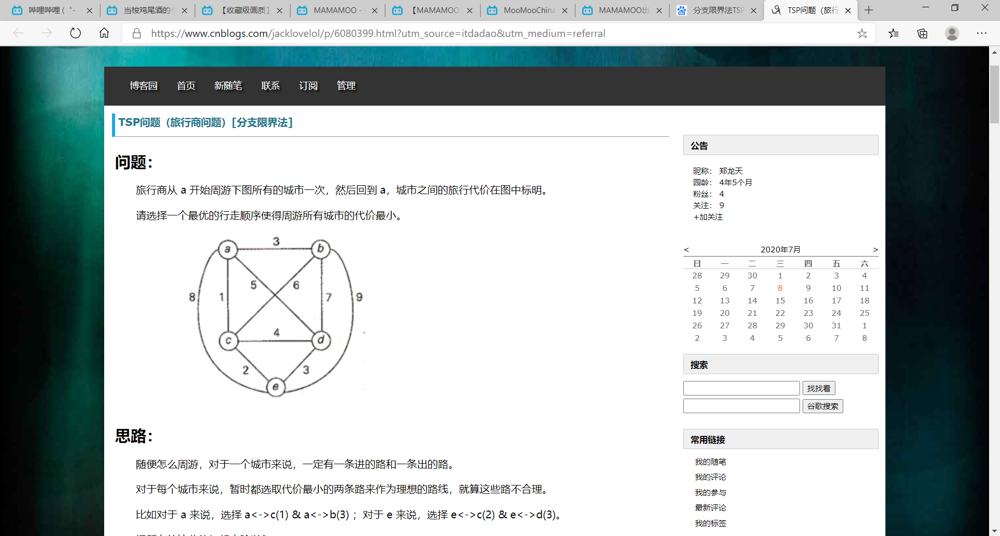 哔哩哔哩 ( ゜-
当梭鸡尾酒的个
【收藏级画质】
MAMAMOO -
【MAMAMOO
MooMooChina
MAMAMOO出
分支限界法TSP
TSP问题（旅行
https://www.cnblogs.com/jacklovelol/p/6080399.html?utm_source=itdadao&utm_medium=referral
博客园 首页 新随笔 联系 订阅 管理
TSP问题（旅行商问题）[分支限界法]
问题：
旅行商从 a 开始周游下图所有的城市一次，然后回到 a，城市之间的旅行代价在图中标明。
请选择一个最优的行走顺序使得周游所有城市的代价最小。
a 3 b
5 6
8 1 7 9
4
c d
2 3
e
思路：
随便怎么周游，对于一个城市来说，一定有一条进的路和一条出的路。
对于每个城市来说，暂时都选取代价最小的两条路来作为理想的路线，就算这些路不合理。
比如对于 a 来说，选择 a<->c(1) & a<->b(3) ；对于 e 来说，选择 e<->c(2) & e<->d(3)。
公告
昵称： 郑龙天
园龄： 4年5个月
粉丝： 4
关注： 9
+加关注
< 2020年7月 >
日 一 二 三 四 五 六
28 29 30 1 2 3 4
5 6 7 8 9 10 11
12 13 14 15 16 17 18
19 20 21 22 23 24 25
26 27 28 29 30 31 1
2 3 4 5 6 7 8
搜索
找找看
谷歌搜索
常用链接
我的随笔
我的评论
我的参与
最新评论
我的标签